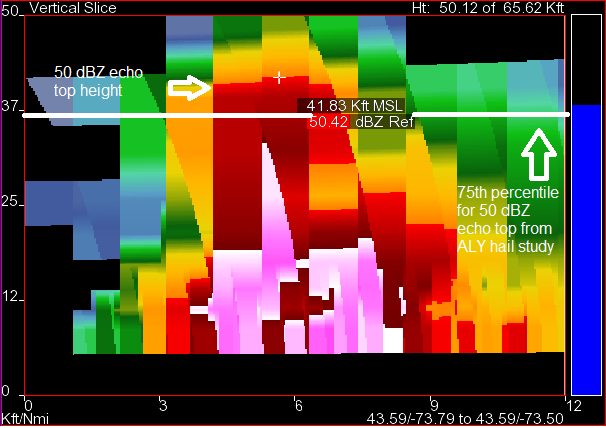 Vertical Slice
Ht: 50.12 of 65.62 Kft
50
50 dBZ echo
top height
41.83 Kft MSL
50.42 dBZ Ref
37
75th percentile
for 50 dBZ
echo top from
ALY hail study
25
12
0
0 3 6 9 12
Kft/Nmi
43.59/-73.79 to 43.59/-73.50